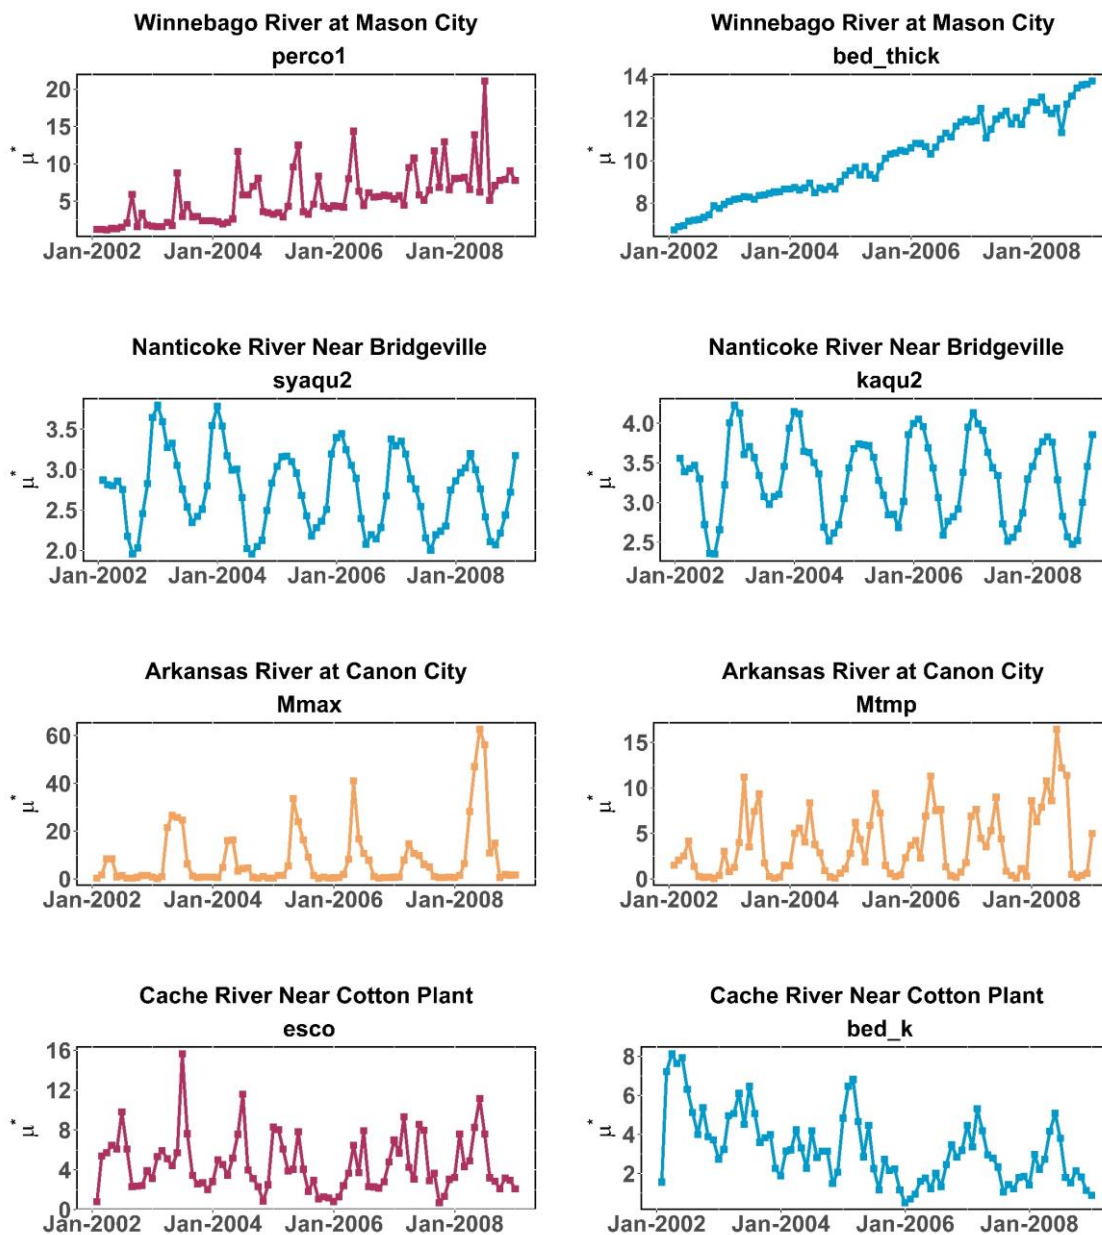 Winnebago River at Mason City
perco1
20
15
10
5
μ*
Jan-2002 Jan-2004 Jan-2006 Jan-2008
Winnebago River at Mason City
bed_thick
14
12
10
8
μ*
Jan-2002 Jan-2004 Jan-2006 Jan-2008
Nanticoke River Near Bridgeville
syaqu2
3.5
3.0
2.5
2.0
μ*
Jan-2002 Jan-2004 Jan-2006 Jan-2008
Nanticoke River Near Bridgeville
kaqu2
4.0
3.5
3.0
2.5
μ*
Jan-2002 Jan-2004 Jan-2006 Jan-2008
Arkansas River at Canon City
Mmax
60
40
20
0
μ*
Jan-2002 Jan-2004 Jan-2006 Jan-2008
Arkansas River at Canon City
Mtmp
15
10
5
0
μ*
Jan-2002 Jan-2004 Jan-2006 Jan-2008
Cache River Near Cotton Plant
esco
16
12
8
4
0
μ*
Jan-2002 Jan-2004 Jan-2006 Jan-2008
Cache River Near Cotton Plant
bed_k
8
6
4
2
μ*
Jan-2002 Jan-2004 Jan-2006 Jan-2008